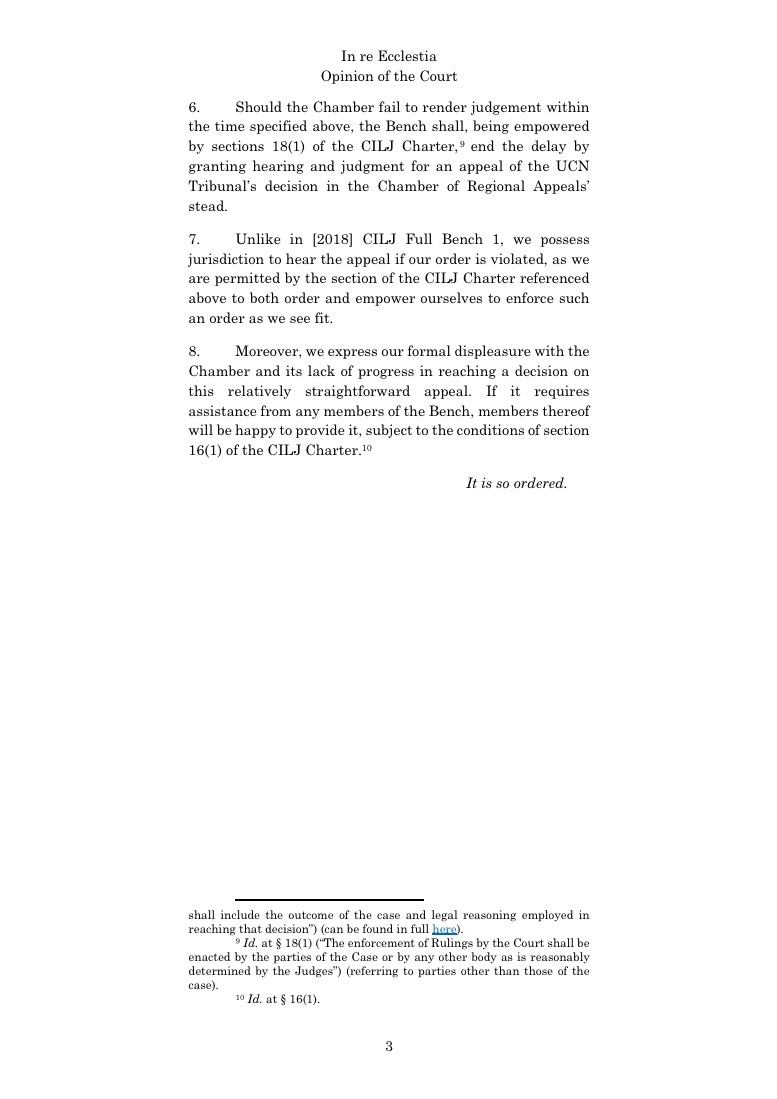 In re Ecclestia
Opinion of the Court
6. Should the Chamber fail to render judgement within
the time specified above, the Bench shall, being empowered
by sections 18(1) of the CILJ Charter,⁹ end the delay by
granting hearing and judgment for an appeal of the UCN
Tribunal's decision in the Chamber of Regional Appeals'
stead.
7. Unlike in [2018] CILJ Full Bench 1, we possess
jurisdiction to hear the appeal if our order is violated, as we
are permitted by the section of the CILJ Charter referenced
above to both order and empower ourselves to enforce such
an order as we see fit.
8. Moreover, we express our formal displeasure with the
Chamber and its lack of progress in reaching a decision on
this relatively straightforward appeal. If it requires
assistance from any members of the Bench, members thereof
will be happy to provide it, subject to the conditions of section
16(1) of the CILJ Charter.¹⁰
It is so ordered.
shall include the outcome of the case and legal reasoning employed in
reaching that decision”) (can be found in full here).
⁹ Id. at § 18(1) (“The enforcement of Rulings by the Court shall be
enacted by the parties of the Case or by any other body as is reasonably
determined by the Judges”) (referring to parties other than those of the
case).
¹⁰ Id. at § 16(1).
3